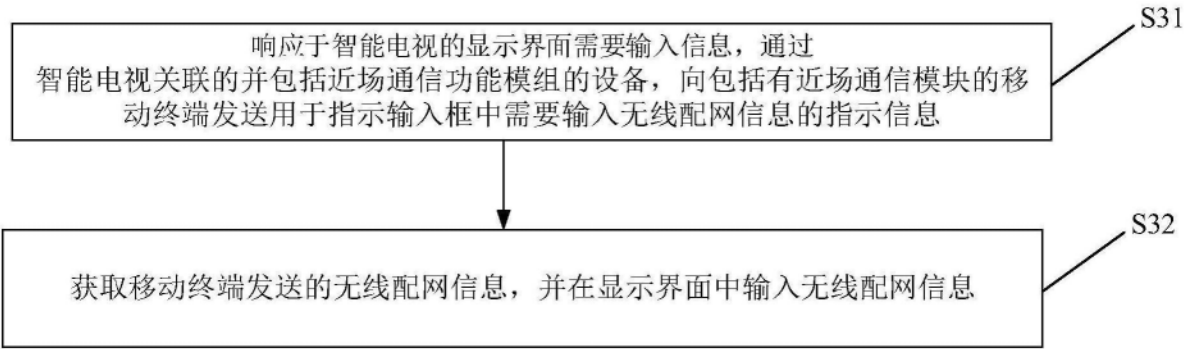 S31
响应于智能电视的显示界面需要输入信息，通过
智能电视关联的并包括近场通信功能模组的设备，向包括有近场通信模块的移
动终端发送用于指示输入框中需要输入无线配网信息的指示信息
S32
获取移动终端发送的无线配网信息，并在显示界面中输入无线配网信息